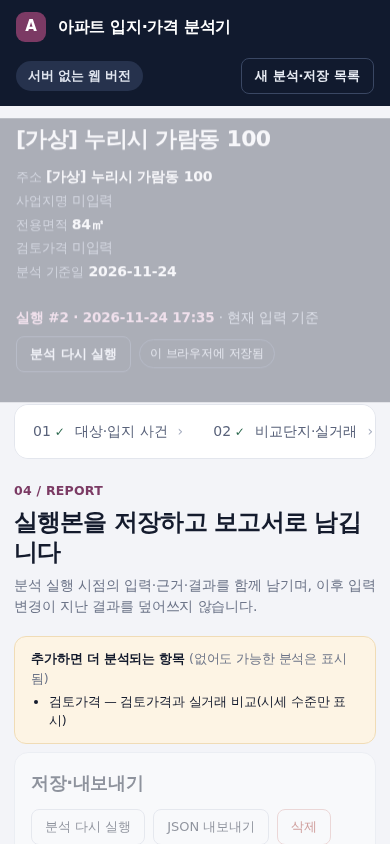 A 아파트 입지·가격 분석기
서버 없는 웹 버전 새 분석·저장 목록
[가상] 누리시 가람동 100
주소 [가상] 누리시 가람동 100
사업지명 미입력
전용면적 84㎡
검토가격 미입력
분석 기준일 2026-11-24
실행 #2 · 2026-11-24 17:35 · 현재 입력 기준
분석 다시 실행 이 브라우저에 저장됨
01 ✓ 대상·입지 사건 › 02 ✓ 비교단지·실거래 ›
04 / REPORT
실행본을 저장하고 보고서로 남깁
니다
분석 실행 시점의 입력·근거·결과를 함께 남기며, 이후 입력
변경이 지난 결과를 덮어쓰지 않습니다.
추가하면 더 분석되는 항목 (없어도 가능한 분석은 표시
됨)
• 검토가격 — 검토가격과 실거래 비교(시세 수준만 표
시)
저장·내보내기
분석 다시 실행 JSON 내보내기 삭제